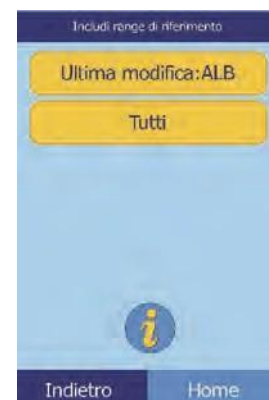 Includi range di riferimento
Ultima modifica:ALB
Tutti
i
Indietro
Home